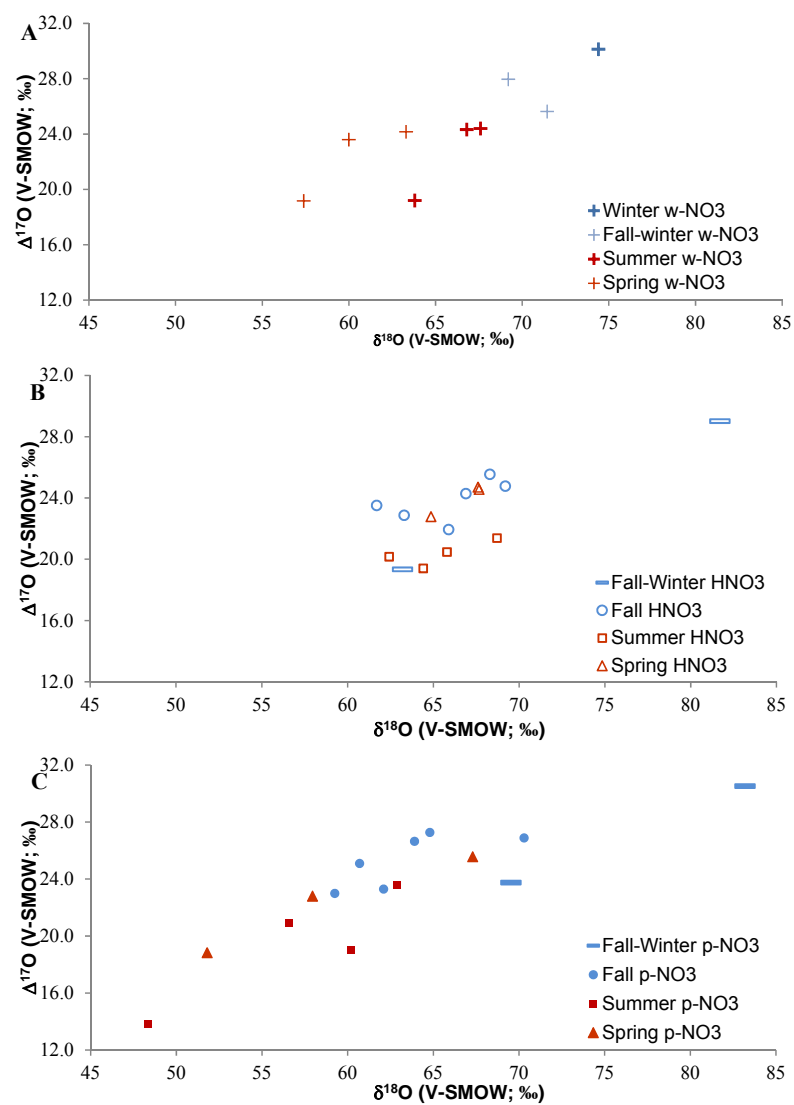 A
32.0
28.0
24.0
20.0
16.0
12.0
Δ17O (V-SMOW; ‰)
Winter w-NO3
Fall-winter w-NO3
Summer w-NO3
Spring w-NO3
45 50 55 60 65 70 75 80 85
δ18O (V-SMOW; ‰)
B
32.0
28.0
24.0
20.0
16.0
12.0
Δ17O (V-SMOW; ‰)
Fall-Winter HNO3
Fall HNO3
Summer HNO3
Spring HNO3
45 50 55 60 65 70 75 80 85
δ18O (V-SMOW; ‰)
C
32.0
28.0
24.0
20.0
16.0
12.0
Δ17O (V-SMOW; ‰)
Fall-Winter p-NO3
Fall p-NO3
Summer p-NO3
Spring p-NO3
45 50 55 60 65 70 75 80 85
δ18O (V-SMOW; ‰)